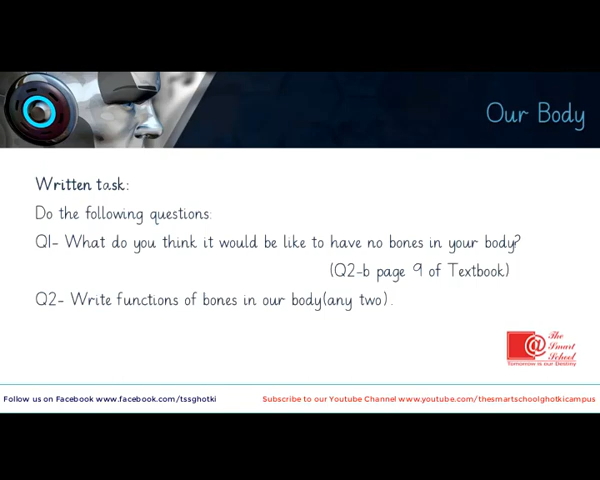 Our Body
Written task:
Do the following questions:
Q1- What do you think it would be like to have no bones in your body?
(Q2-b page 9 of Textbook)
Q2- Write functions of bones in our body(any two).
The
Smart
School
Tomorrow is our Destiny
Follow us on Facebook www.facebook.com/tssghotki
Subscribe to our Youtube Channel www.youtube.com/thesmartschoolghotkicampus